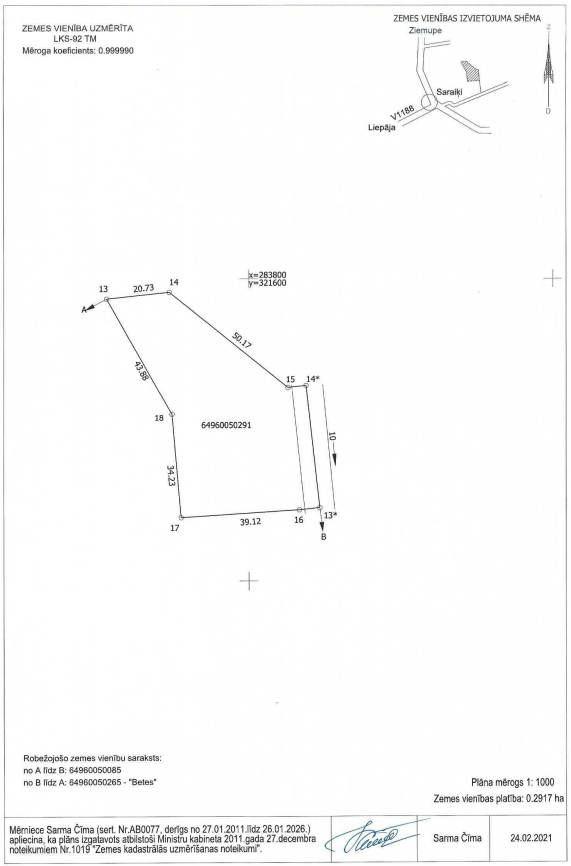 ZEMES VIENĪBA UZMĒRĪTA
LKS-92 TM
Mēroga koeficients: 0.999990
ZEMES VIENĪBAS IZVIETOJUMA SHĒMA
Ziemupe
Z
Saraiķi
V1188
Liepāja
D
x=283800
y=321600
13
20.73
14
A
50.17
43.88
15
14*
18
64960050291
10
34.23
17
39.12
16
13*
B
Robežojošo zemes vienību saraksts:
no A līdz B: 64960050085
no B līdz A: 64960050265 - "Betes"
Plāna mērogs 1: 1000
Zemes vienības platība: 0.2917 ha
Mērniece Sarma Čīma (sert. Nr.AB0077, derīgs no 27.01.2011.līdz 26.01.2026.)
apliecina, ka plāns izgatavots atbilstoši Ministru kabineta 2011.gada 27.decembra
noteikumiem Nr.1019 "Zemes kadastrālās uzmērīšanas noteikumi".
Sarma Čīma
24.02.2021